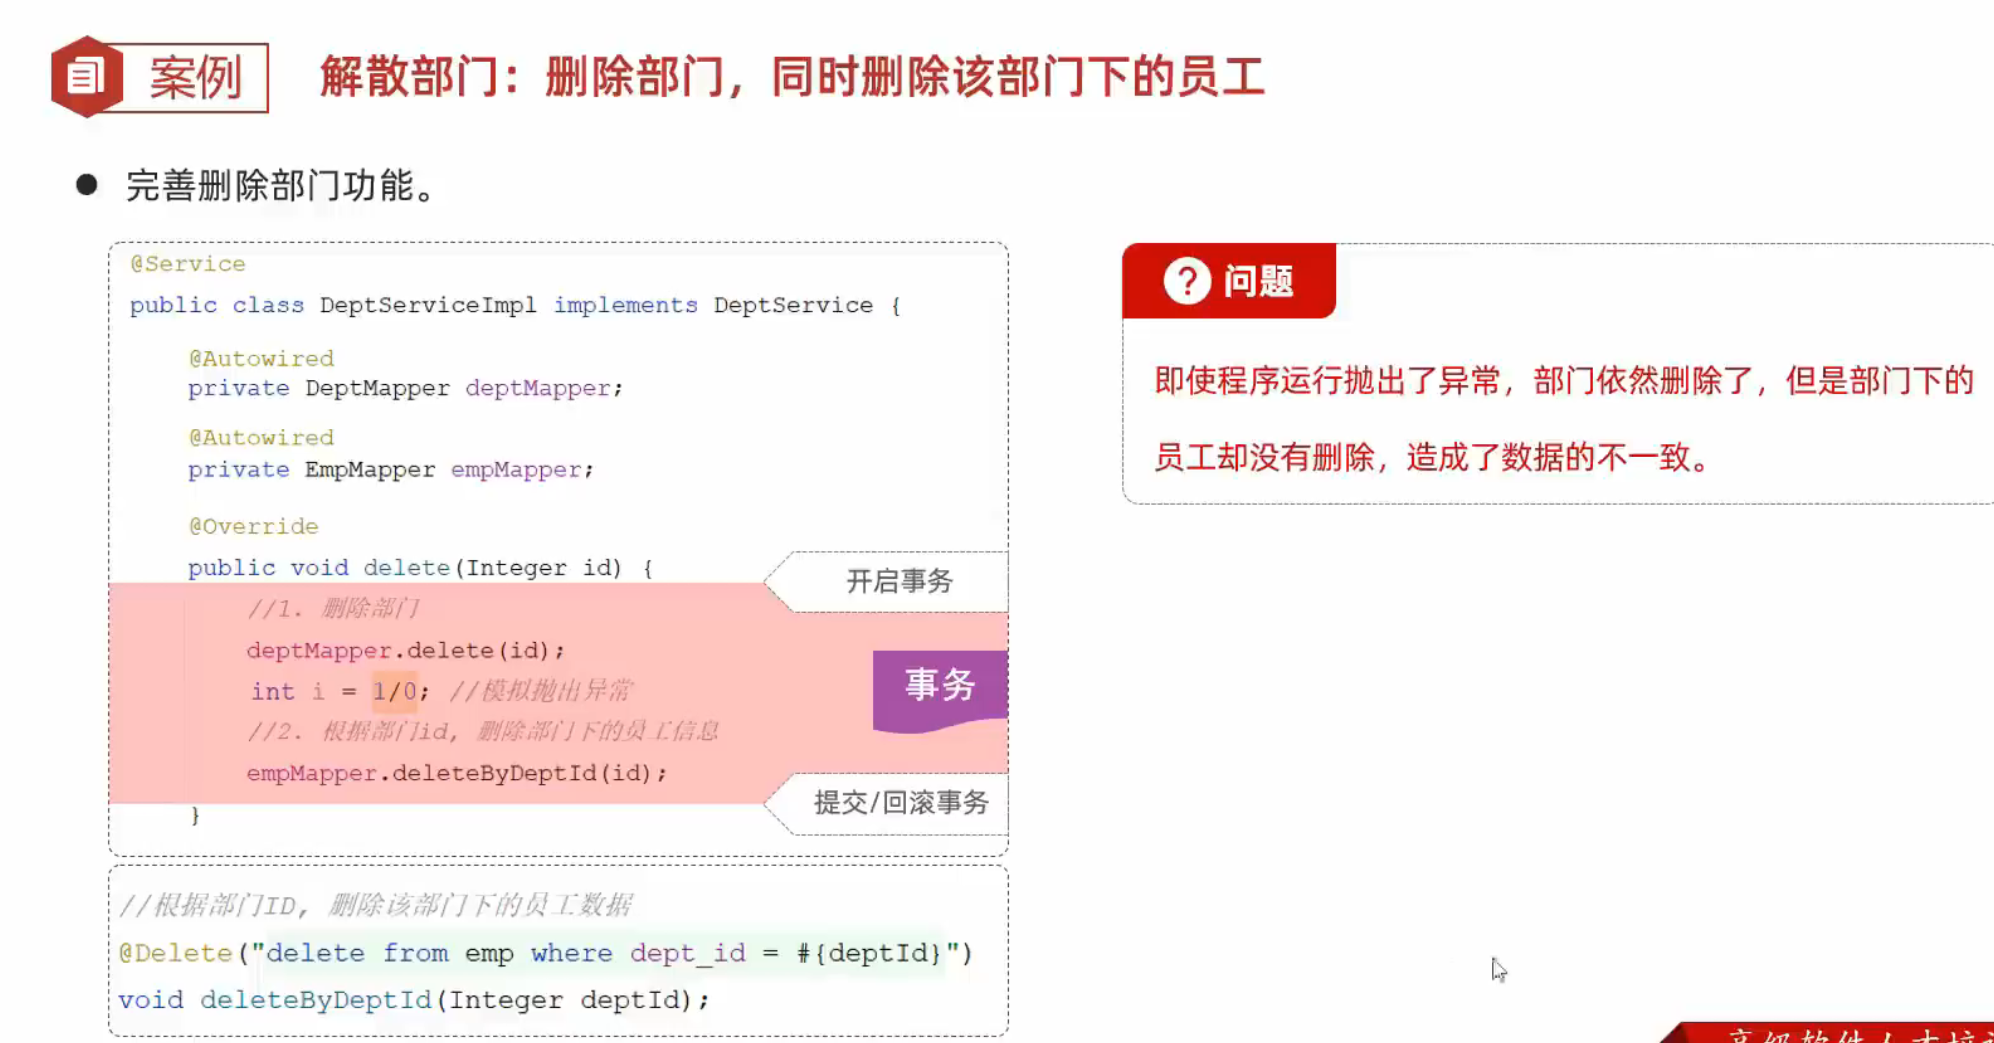 案例
解散部门：删除部门，同时删除该部门下的员工
● 完善删除部门功能。
@Service
public class DeptServiceImpl implements DeptService {
@Autowired
private DeptMapper deptMapper;
@Autowired
private EmpMapper empMapper;
@Override
public void delete(Integer id) {
开启事务
//1. 删除部门
deptMapper.delete(id);
int i = 1/0; //模拟抛出异常
事务
//2. 根据部门id, 删除部门下的员工信息
empMapper.deleteByDeptId(id);
提交/回滚事务
}
//根据部门ID, 删除该部门下的员工数据
@Delete("delete from emp where dept_id = #{deptId}")
void deleteByDeptId(Integer deptId);
? 问题
即使程序运行抛出了异常，部门依然删除了，但是部门下的
员工却没有删除，造成了数据的不一致。
高级软件人才培